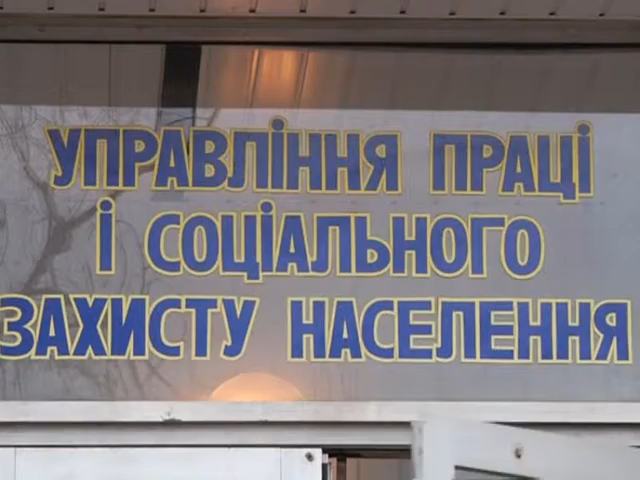 УПРАВЛІННЯ ПРАЦІ
І СОЦІАЛЬНОГО
ЗАХИСТУ НАСЕЛЕННЯ